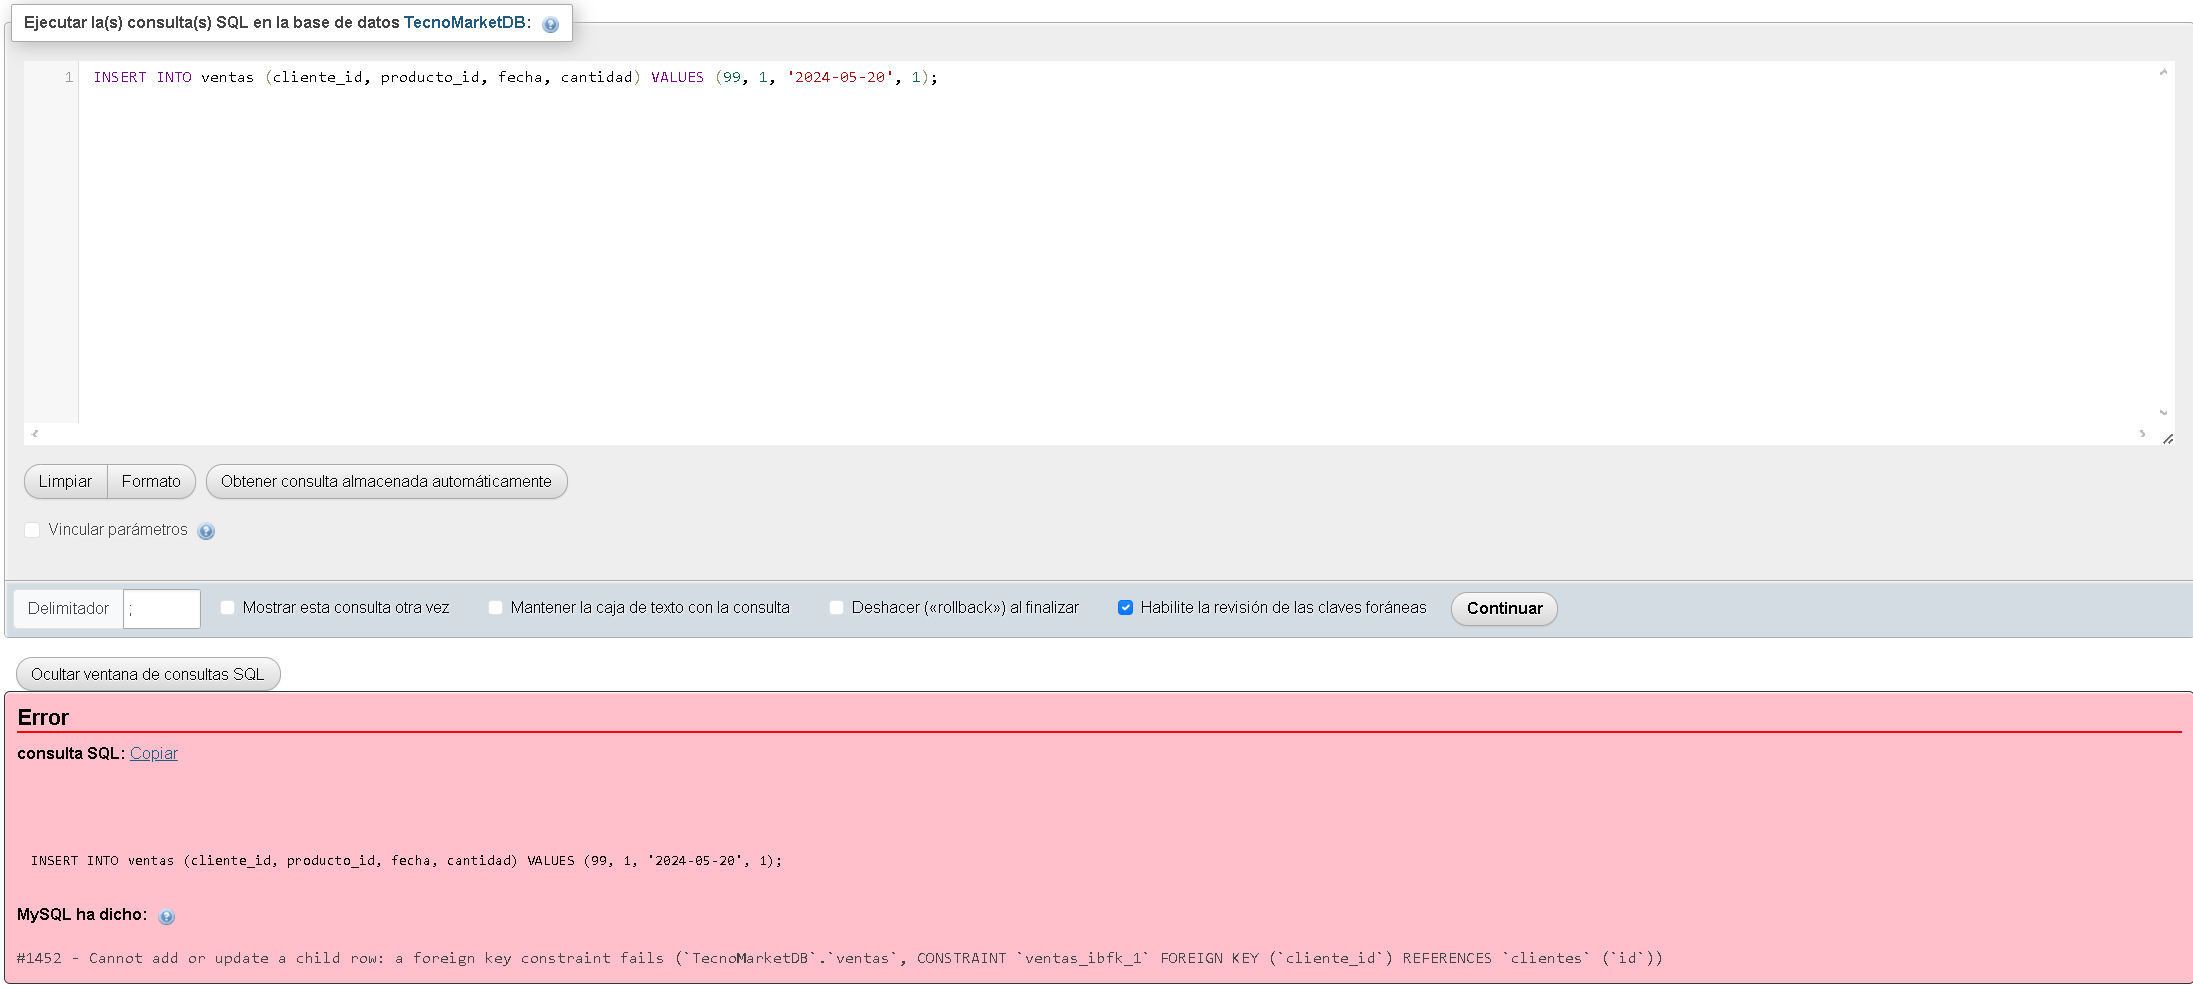 Ejecutar la(s) consulta(s) SQL en la base de datos TecnoMarketDB:
1 INSERT INTO ventas (cliente_id, producto_id, fecha, cantidad) VALUES (99, 1, '2024-05-20', 1);
Limpiar Formato Obtener consulta almacenada automáticamente
Vincular parámetros
Delimitador ; Mostrar esta consulta otra vez Mantener la caja de texto con la consulta Deshacer («rollback») al finalizar Habilite la revisión de las claves foráneas Continuar
Ocultar ventana de consultas SQL
Error
consulta SQL: Copiar
INSERT INTO ventas (cliente_id, producto_id, fecha, cantidad) VALUES (99, 1, '2024-05-20', 1);
MySQL ha dicho:
#1452 - Cannot add or update a child row: a foreign key constraint fails (`TecnoMarketDB`.`ventas`, CONSTRAINT `ventas_ibfk_1` FOREIGN KEY (`cliente_id`) REFERENCES `clientes` (`id`))